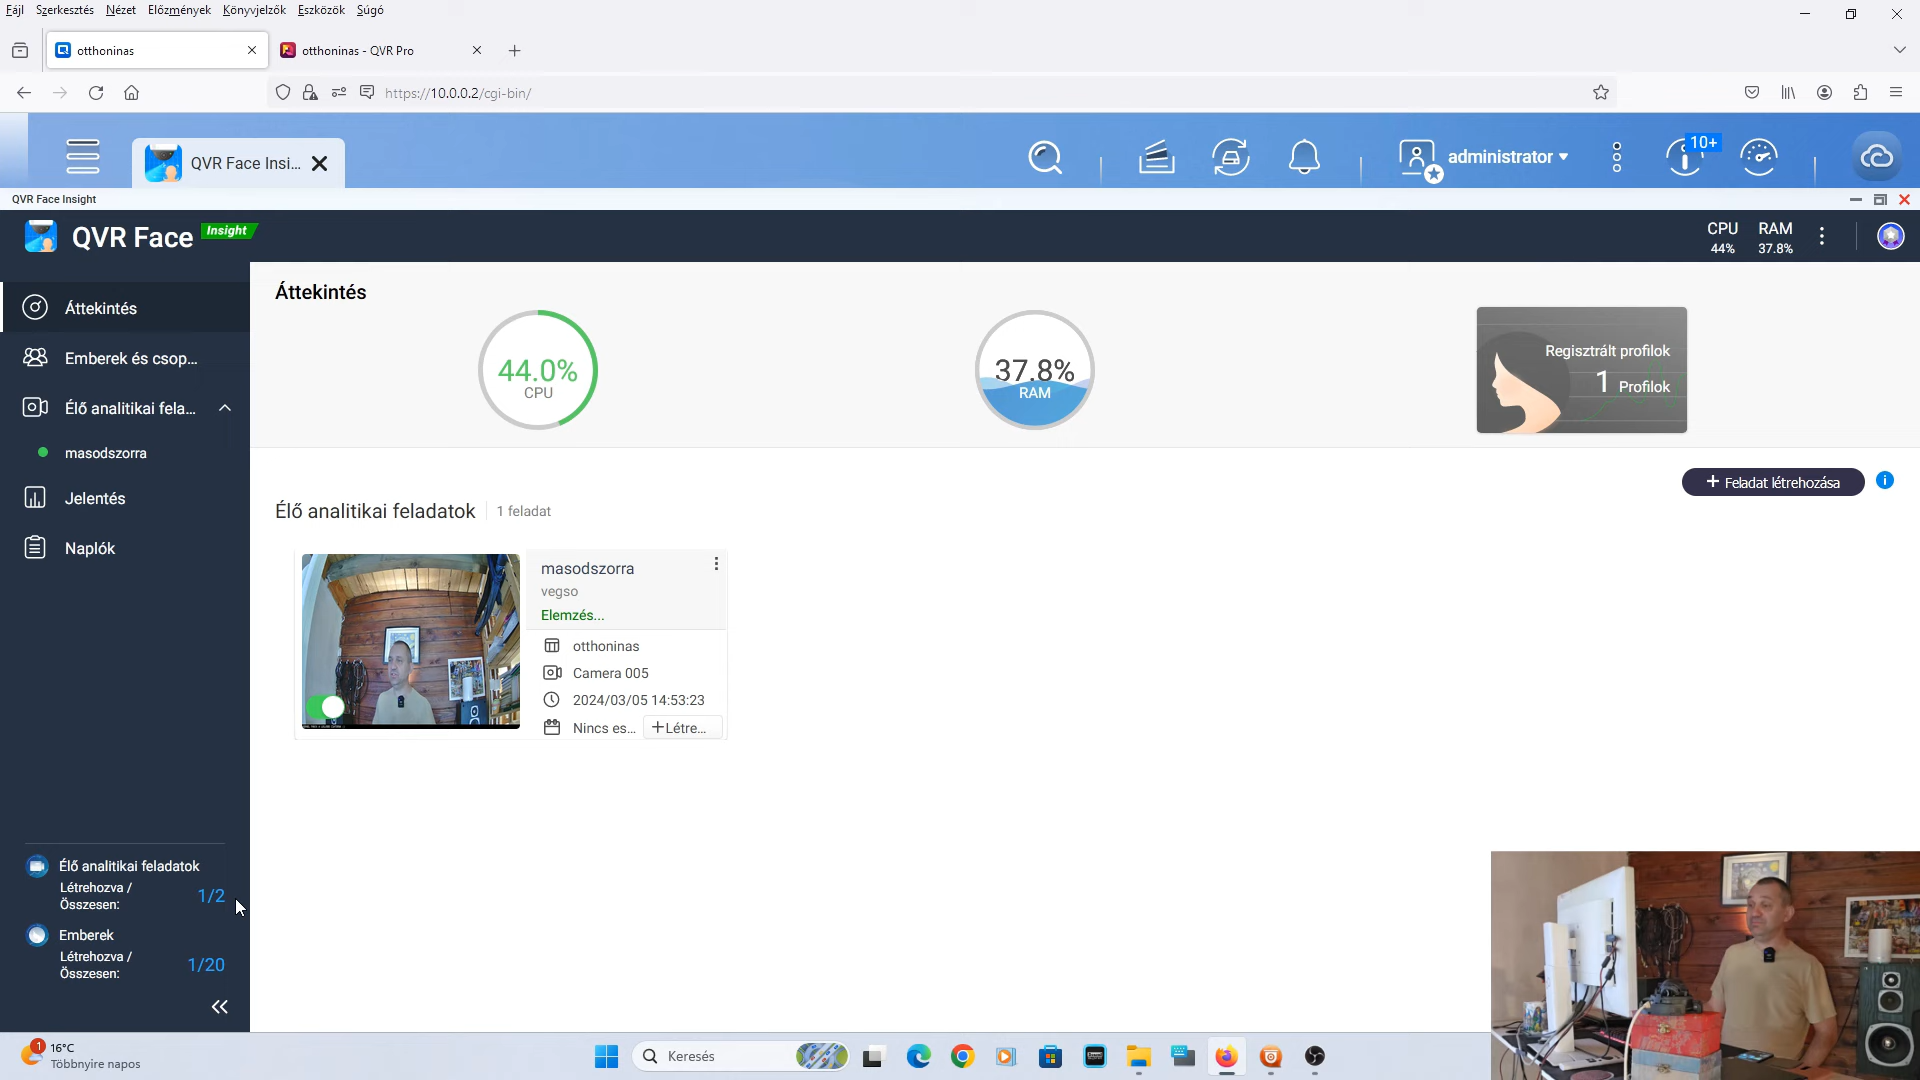 Fájl Szerkesztés Nézet Előzmények Könyvjelzők Eszközök Súgó
otthoninas
otthoninas - QVR Pro
https://10.0.0.2/cgi-bin/
QVR Face Insi...
administrator
10+
QVR Face Insight
QVR Face Insight
CPU 44%
RAM 37.8%
Áttekintés
Emberek és csop...
Élő analitikai fela...
masodszorra
Jelentés
Naplók
Élő analitikai feladatok
Létrehozva /
Összesen:
1/2
Emberek
Létrehozva /
Összesen:
1/20
Áttekintés
44.0%
CPU
37.8%
RAM
Regisztrált profilok
1 Profilok
+ Feladat létrehozása
Élő analitikai feladatok
1 feladat
masodszorra
vegso
Elemzés...
otthoninas
Camera 005
2024/03/05 14:53:23
Nincs es...
+Létre...
1
16°C
Többnyire napos
Keresés